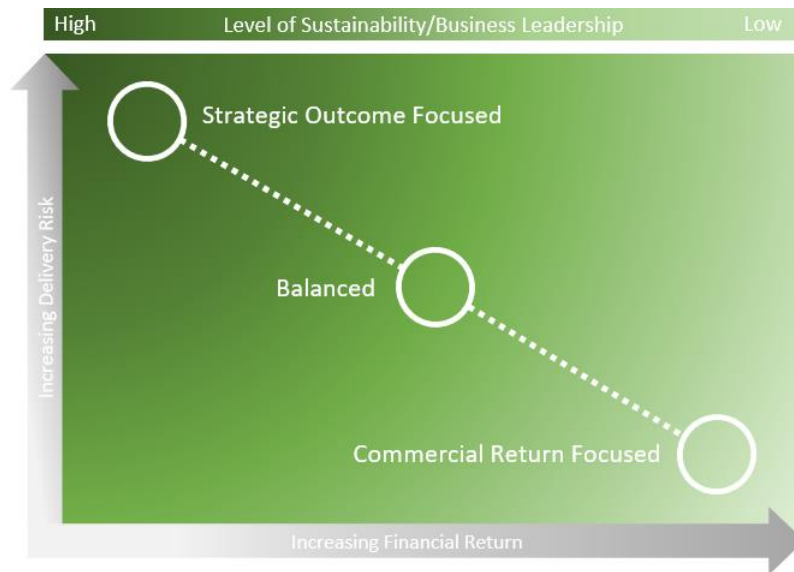 High Level of Sustainability/Business Leadership Low
Strategic Outcome Focused
Increasing Delivery Risk
Balanced
Commercial Return Focused
Increasing Financial Return